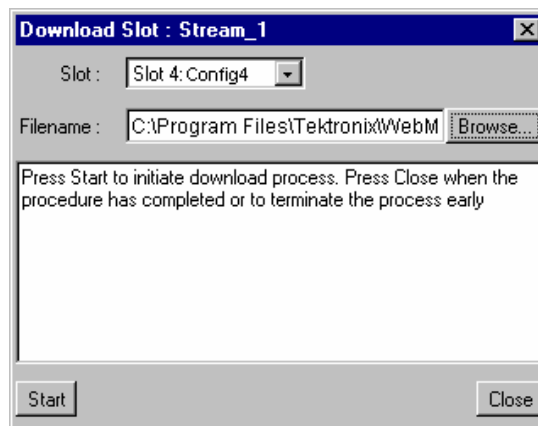 Download Slot : Stream_1
Slot : Slot 4: Config4
Filename : C:\Program Files\Tektronix\WebM Browse...
Press Start to initiate download process. Press Close when the
procedure has completed or to terminate the process early
Start Close